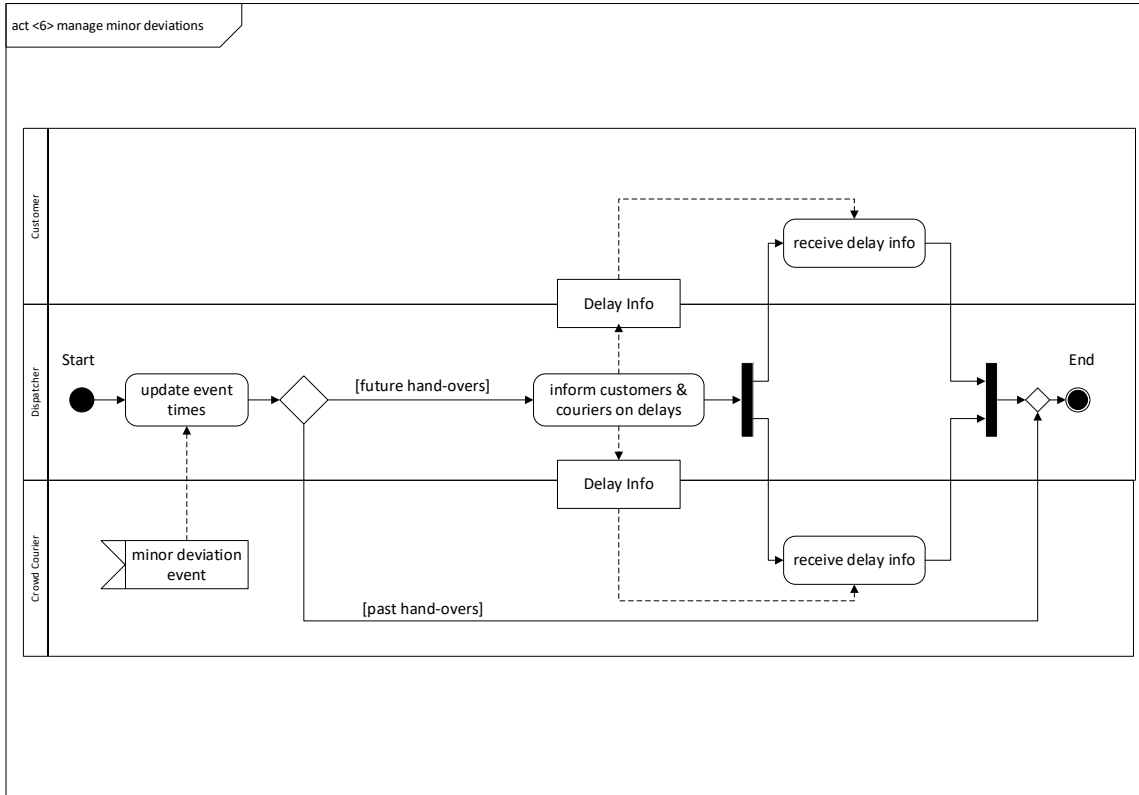 act <6> manage minor deviations
Customer
receive delay info
Delay Info
Dispatcher
Start
update event
times
[future hand-overs]
inform customers &
couriers on delays
End
Delay Info
Crowd Courier
minor deviation
event
receive delay info
[past hand-overs]